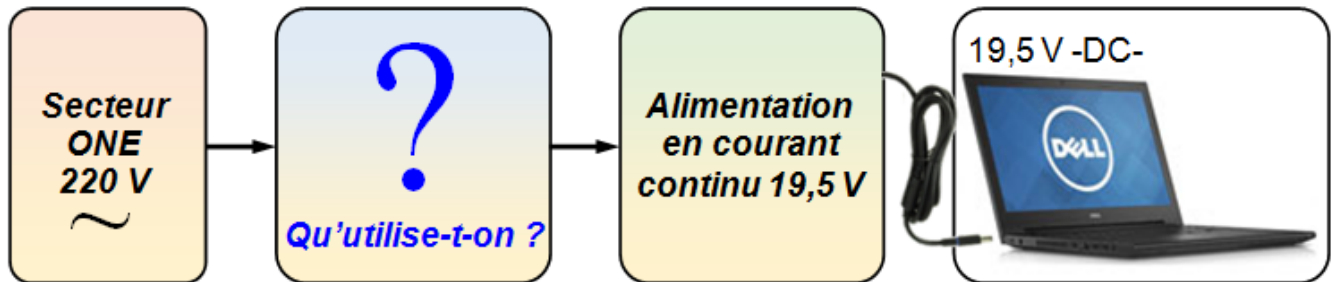 Secteur
ONE
220 V
~
?
Qu’utilise-t-on ?
Alimentation
en courant
continu 19,5 V
19,5 V -DC-
DELL